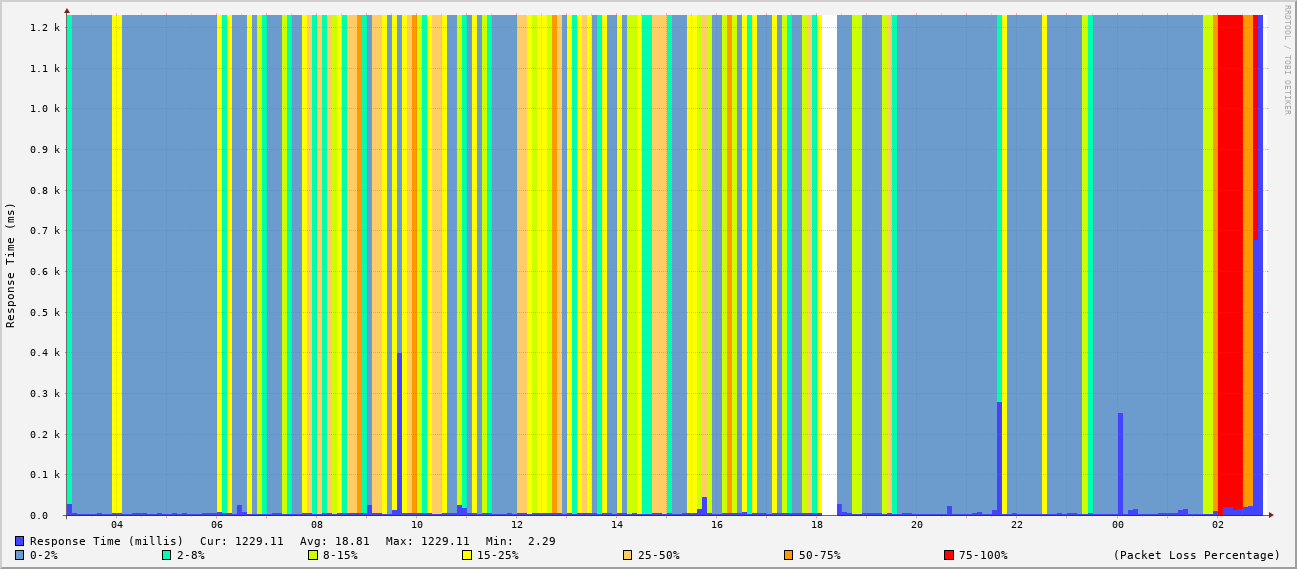 RRDTOOL / TOBI OETIKER
Response Time (ms)
1.2 k
1.1 k
1.0 k
0.9 k
0.8 k
0.7 k
0.6 k
0.5 k
0.4 k
0.3 k
0.2 k
0.1 k
0.0
04 06 08 10 12 14 16 18 20 22 00 02
Response Time (millis) Cur: 1229.11 Avg: 18.81 Max: 1229.11 Min: 2.29
0-2% 2-8% 8-15% 15-25% 25-50% 50-75% 75-100% (Packet Loss Percentage)